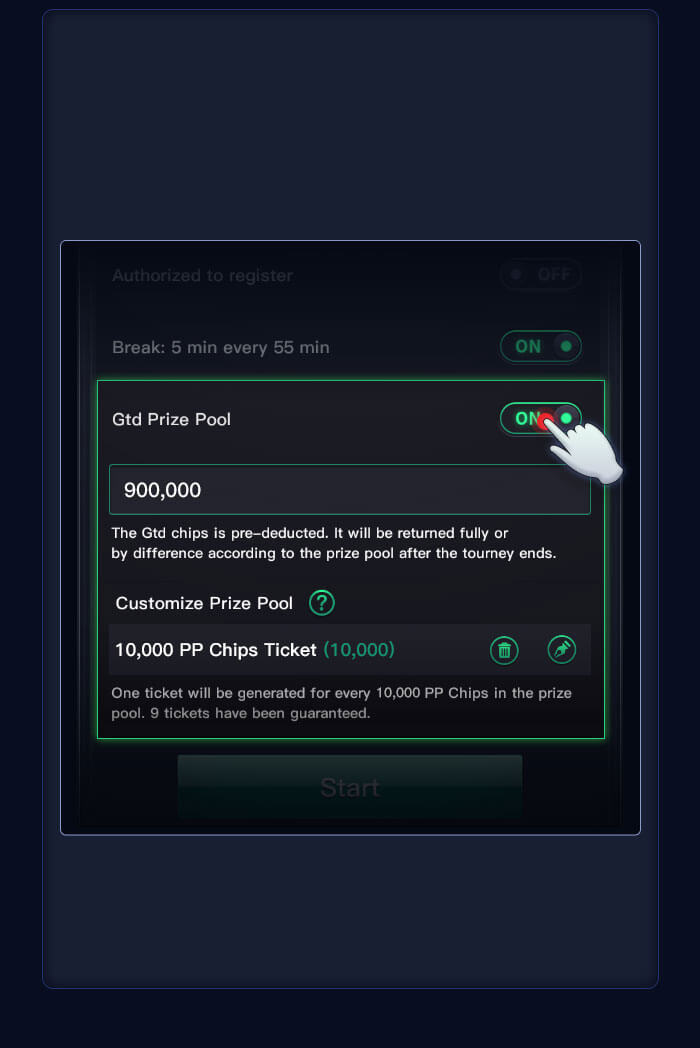 Authorized to register OFF
Break: 5 min every 55 min ON
Gtd Prize Pool ON
900,000
The Gtd chips is pre-deducted. It will be returned fully or
by difference according to the prize pool after the tourney ends.
Customize Prize Pool ?
10,000 PP Chips Ticket (10,000)
One ticket will be generated for every 10,000 PP Chips in the prize
pool. 9 tickets have been guaranteed.
Start